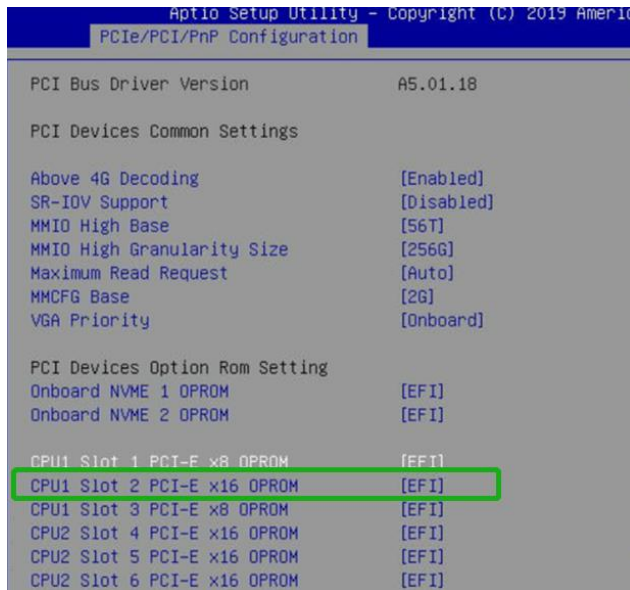 Aptio Setup Utility – Copyright (C) 2019 Americ
PCIe/PCI/PnP Configuration
PCI Bus Driver Version A5.01.18
PCI Devices Common Settings
Above 4G Decoding [Enabled]
SR-IOV Support [Disabled]
MMIO High Base [56T]
MMIO High Granularity Size [256G]
Maximum Read Request [Auto]
MMCFG Base [2G]
VGA Priority [Onboard]
PCI Devices Option Rom Setting
Onboard NVME 1 OPROM [EFI]
Onboard NVME 2 OPROM [EFI]
CPU1 Slot 1 PCI-E x8 OPROM [EFI]
CPU1 Slot 2 PCI-E x16 OPROM [EFI]
CPU1 Slot 3 PCI-E x8 OPROM [EFI]
CPU2 Slot 4 PCI-E x16 OPROM [EFI]
CPU2 Slot 5 PCI-E x16 OPROM [EFI]
CPU2 Slot 6 PCI-E x16 OPROM [EFI]